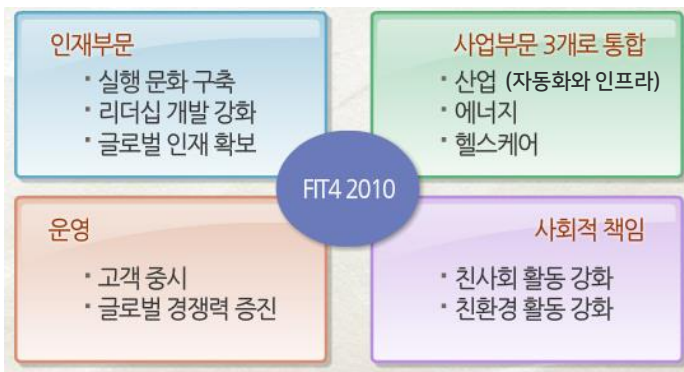 인재부문
· 실행 문화 구축
· 리더십 개발 강화
· 글로벌 인재 확보
사업부문 3개로 통합
· 산업 (자동화와 인프라)
· 에너지
· 헬스케어
FIT4 2010
운영
· 고객 중시
· 글로벌 경쟁력 증진
사회적 책임
· 친사회 활동 강화
· 친환경 활동 강화